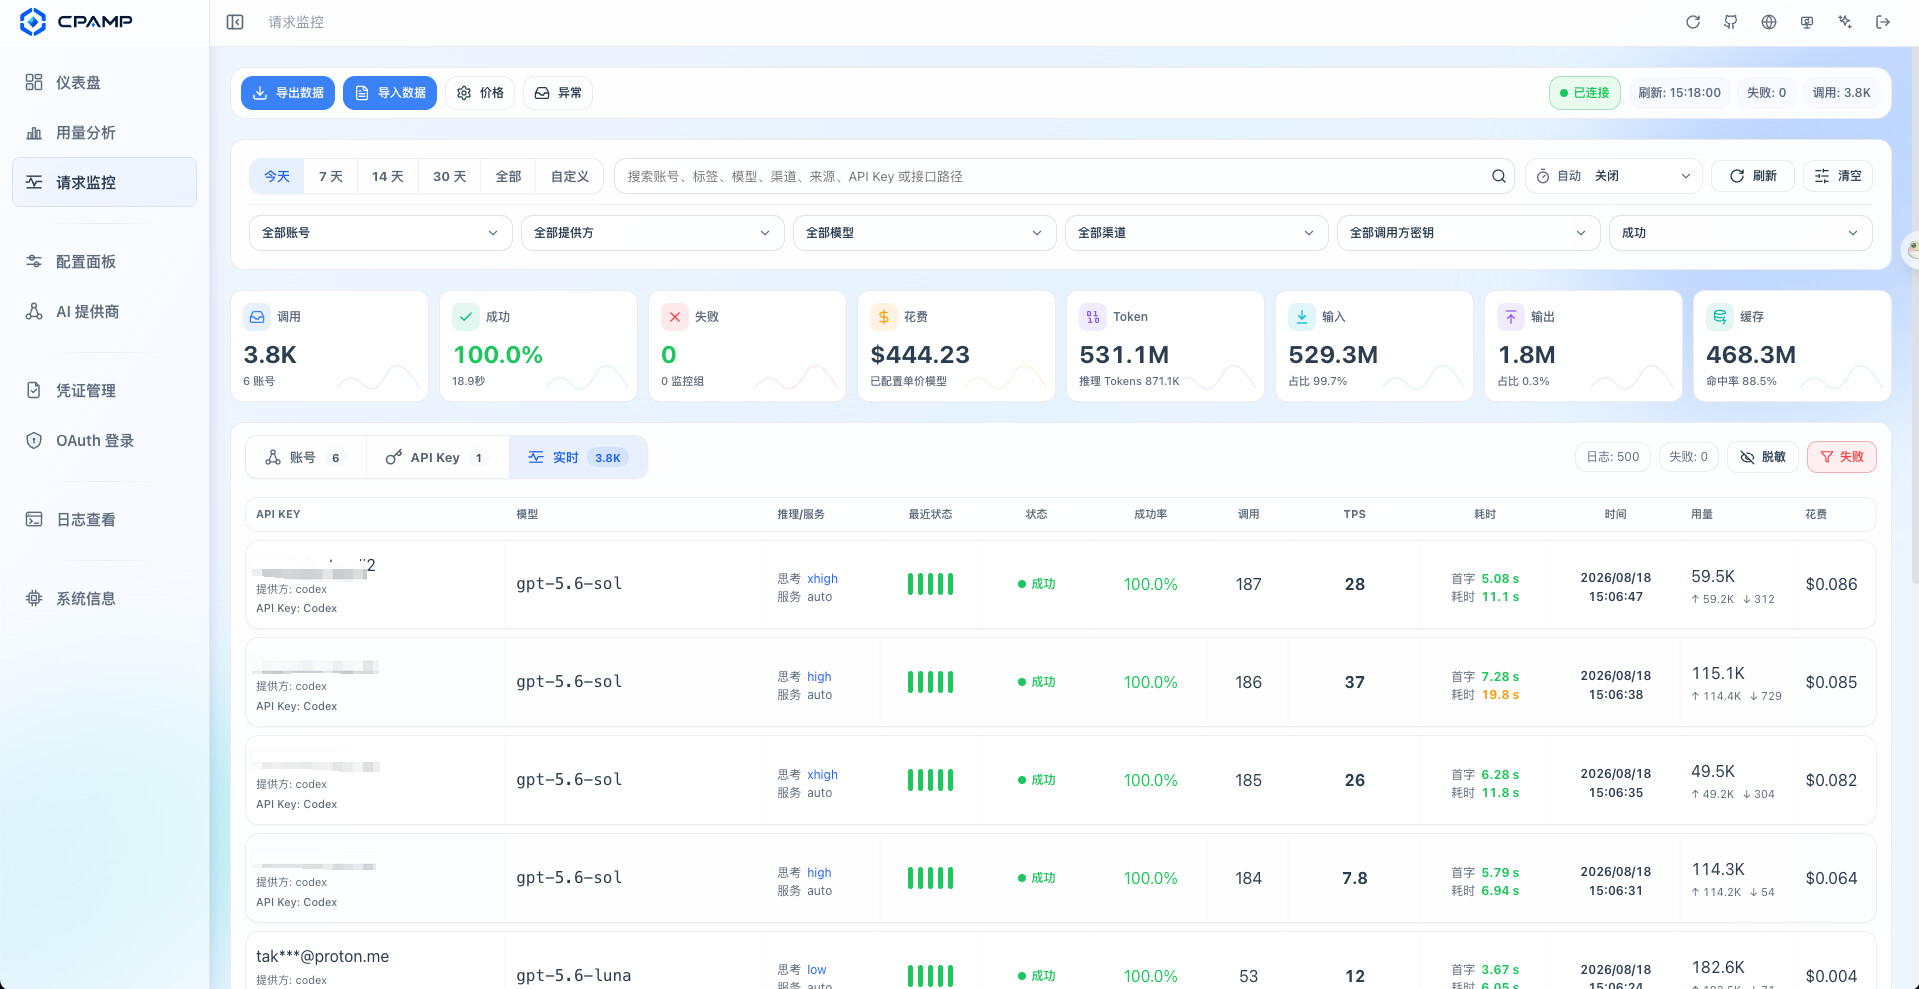 CPAMP
请求监控
仪表盘
用量分析
请求监控
配置面板
AI 提供商
凭证管理
OAuth 登录
日志查看
系统信息
导出数据 导入数据 价格 异常
已连接 刷新: 15:18:00 失败: 0 调用: 3.8K
今天 7 天 14 天 30 天 全部 自定义 搜索账号、标签、模型、渠道、来源、API Key 或接口路径 自动 关闭 刷新 清空
全部账号 全部提供方 全部模型 全部渠道 全部调用方密钥 成功
调用
3.8K
6 账号
成功
100.0%
18.9秒
失败
0
0 监控组
花费
$444.23
已配置单价模型
Token
531.1M
推理 Tokens 871.1K
输入
529.3M
占比 99.7%
输出
1.8M
占比 0.3%
缓存
468.3M
命中率 88.5%
账号 6 API Key 1 实时 3.8K
日志: 500 失败: 0 脱敏 失败
API KEY 模型 推理/服务 最近状态 状态 成功率 调用 TPS 耗时 时间 用量 花费
#2
提供方: codex
API Key: Codex
gpt-5.6-sol
思考 xhigh
服务 auto
成功
100.0%
187
28
首字 5.08 s
耗时 11.1 s
2026/08/18
15:06:47
59.5K
↑ 59.2K ↓ 312
$0.086
提供方: codex
API Key: Codex
gpt-5.6-sol
思考 high
服务 auto
成功
100.0%
186
37
首字 7.28 s
耗时 19.8 s
2026/08/18
15:06:38
115.1K
↑ 114.4K ↓ 729
$0.085
提供方: codex
API Key: Codex
gpt-5.6-sol
思考 xhigh
服务 auto
成功
100.0%
185
26
首字 6.28 s
耗时 11.8 s
2026/08/18
15:06:35
49.5K
↑ 49.2K ↓ 304
$0.082
提供方: codex
API Key: Codex
gpt-5.6-sol
思考 high
服务 auto
成功
100.0%
184
7.8
首字 5.79 s
耗时 6.94 s
2026/08/18
15:06:31
114.3K
↑ 114.2K ↓ 54
$0.064
tak***@proton.me
提供方: codex
gpt-5.6-luna
思考 low
服务 auto
成功
100.0%
53
12
首字 3.67 s
耗时 6.05 s
2026/08/18
15:06:24
182.6K
$0.004